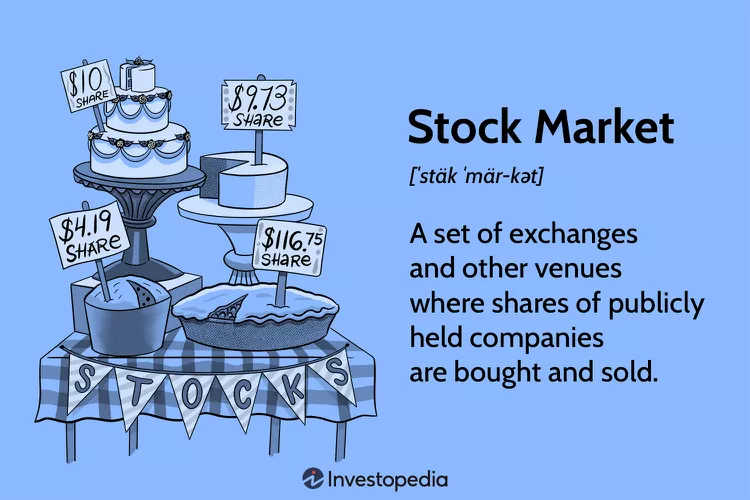 $10
SHARE
$9.73
SHARE
$4.19
SHARE
$116.75
SHARE
STOCKS
Stock Market
[ˈstäk ˈmär-kət]
A set of exchanges
and other venues
where shares of publicly
held companies
are bought and sold.
Investopedia